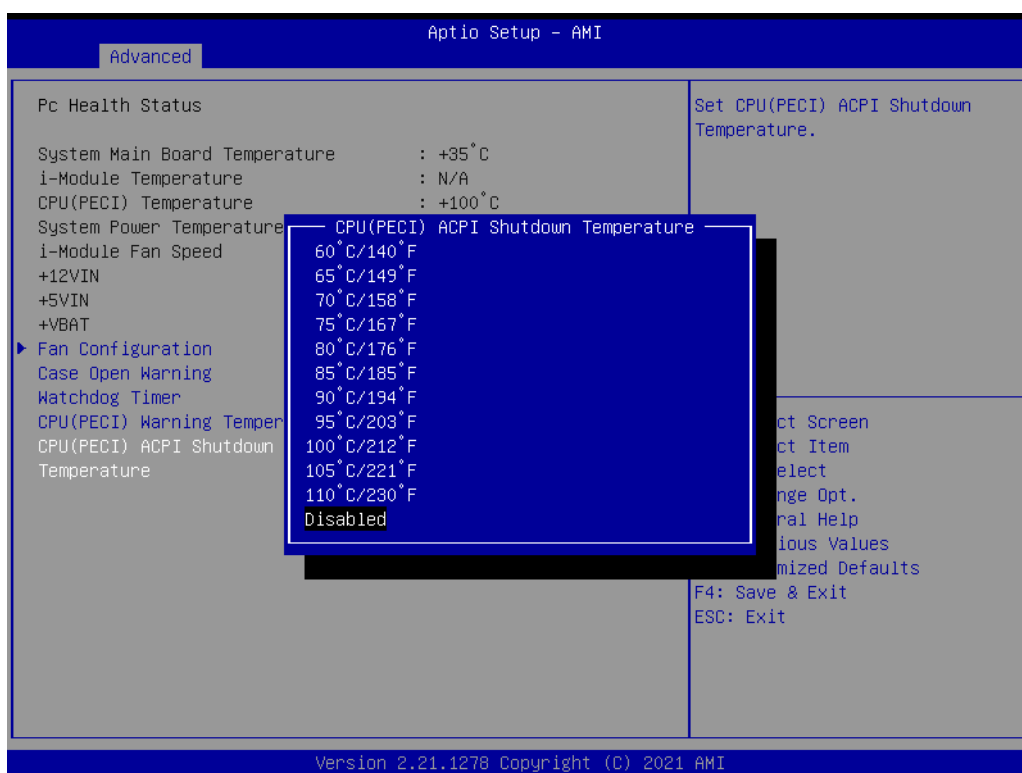 Aptio Setup – AMI
Advanced
Pc Health Status
System Main Board Temperature : +35°C
i-Module Temperature : N/A
CPU(PECI) Temperature : +100°C
System Power Temperature
i-Module Fan Speed
+12VIN
+5VIN
+VBAT
Fan Configuration
Case Open Warning
Watchdog Timer
CPU(PECI) Warning Temper
CPU(PECI) ACPI Shutdown
Temperature
CPU(PECI) ACPI Shutdown Temperature
60°C/140°F
65°C/149°F
70°C/158°F
75°C/167°F
80°C/176°F
85°C/185°F
90°C/194°F
95°C/203°F
100°C/212°F
105°C/221°F
110°C/230°F
Disabled
Set CPU(PECI) ACPI Shutdown
Temperature.
ct Screen
ct Item
elect
nge Opt.
ral Help
ious Values
mized Defaults
F4: Save & Exit
ESC: Exit
Version 2.21.1278 Copyright (C) 2021 AMI